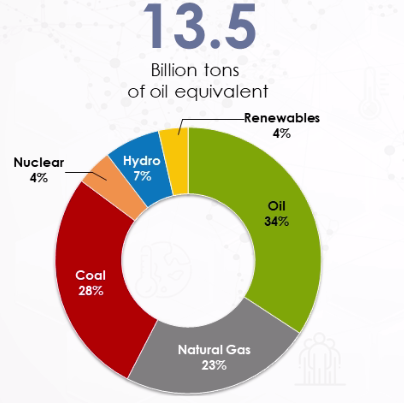 13.5
Billion tons
of oil equivalent
Renewables
4%
Nuclear
4%
Hydro
7%
Oil
34%
Coal
28%
Natural Gas
23%